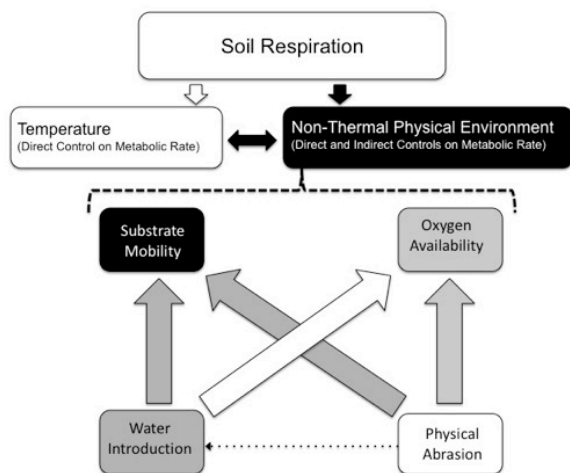 Soil Respiration
Temperature
(Direct Control on Metabolic Rate)
Non-Thermal Physical Environment
(Direct and Indirect Controls on Metabolic Rate)
Substrate
Mobility
Oxygen
Availability
Water
Introduction
Physical
Abrasion